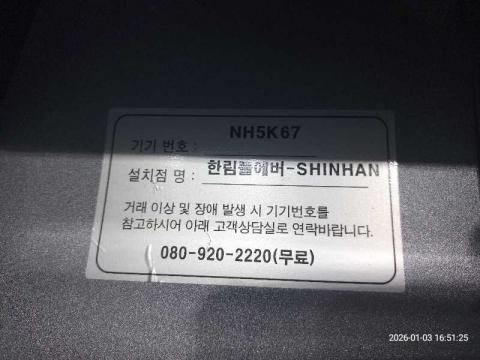 기기 번호 : NH5K67
설치점 명 : 한림플에버-SHINHAN
거래 이상 및 장애 발생 시 기기번호를
참고하시어 아래 고객상담실로 연락바랍니다.
080-920-2220(무료)
2026-01-03 16:51:25